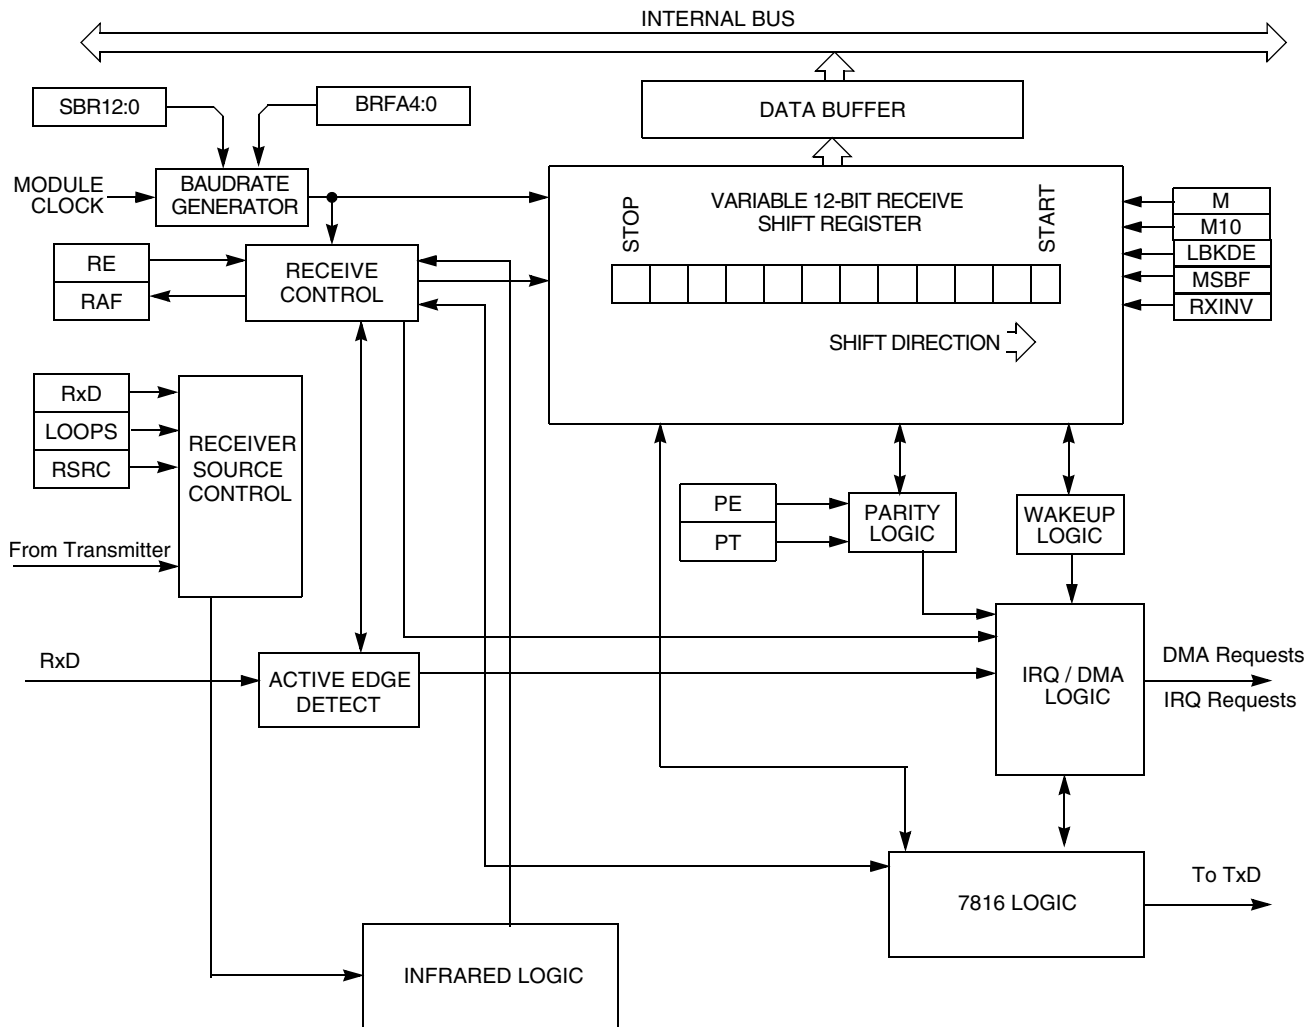 INTERNAL BUS
SBR12:0
BRFA4:0
DATA BUFFER
MODULE
CLOCK
BAUDRATE
GENERATOR
VARIABLE 12-BIT RECEIVE
SHIFT REGISTER
STOP
START
M
M10
LBKDE
MSBF
RXINV
RE
RAF
RECEIVE
CONTROL
SHIFT DIRECTION
RxD
LOOPS
RSRC
RECEIVER
SOURCE
CONTROL
From Transmitter
PE
PT
PARITY
LOGIC
WAKEUP
LOGIC
RxD
ACTIVE EDGE
DETECT
IRQ / DMA
LOGIC
DMA Requests
IRQ Requests
7816 LOGIC
To TxD
INFRARED LOGIC